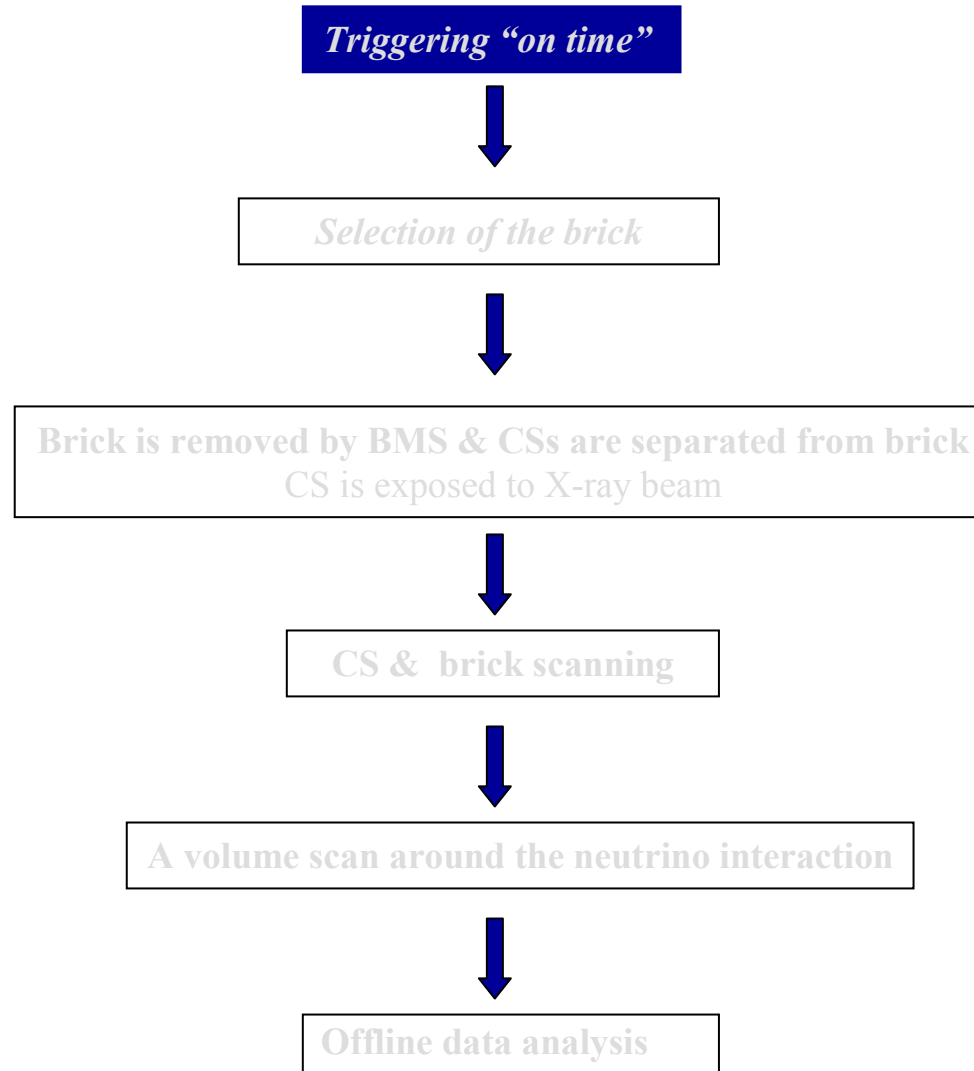 Triggering “on time”
Selection of the brick
Brick is removed by BMS & CSs are separated from brick
CS is exposed to X-ray beam
CS & brick scanning
A volume scan around the neutrino interaction
Offline data analysis